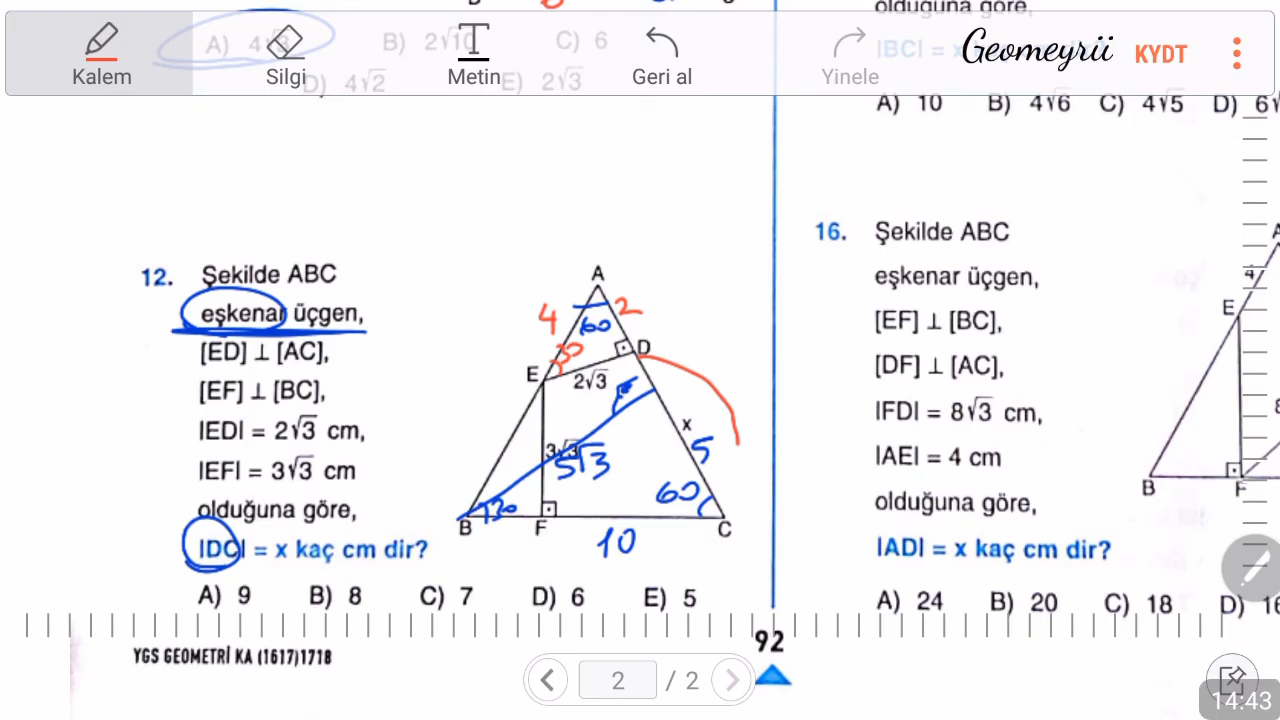 olduğuna göre,
A) 4√3 B) 2√10 C) 6
D) 4√2 E) 2√3
Kalem
Silgi
Metin
Geri al
Yinele
Geomeyrii KYDT
|BC| = x
A) 10 B) 4√6 C) 4√5 D) 6√
12. Şekilde ABC
eşkenar üçgen,
[ED] ⊥ [AC],
[EF] ⊥ [BC],
|ED| = 2√3 cm,
|EF| = 3√3 cm
olduğuna göre,
|DC| = x kaç cm dir?
A) 9 B) 8 C) 7 D) 6 E) 5
A
4 2
60
30 D
E 2√3
x
3√3
5√3 5
30 60
B F C
10
16. Şekilde ABC
eşkenar üçgen,
[EF] ⊥ [BC],
[DF] ⊥ [AC],
|FD| = 8√3 cm,
|AE| = 4 cm
olduğuna göre,
|AD| = x kaç cm dir?
A) 24 B) 20 C) 18 D) 16
A
4
E
8
B F
YGS GEOMETRİ KA (1617)1718
92
2 / 2
14:43